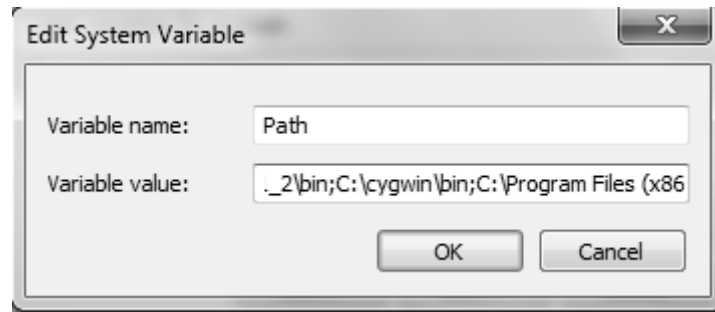 Edit System Variable
Variable name: Path
Variable value: ._2\bin;C:\cygwin\bin;C:\Program Files (x86
OK Cancel